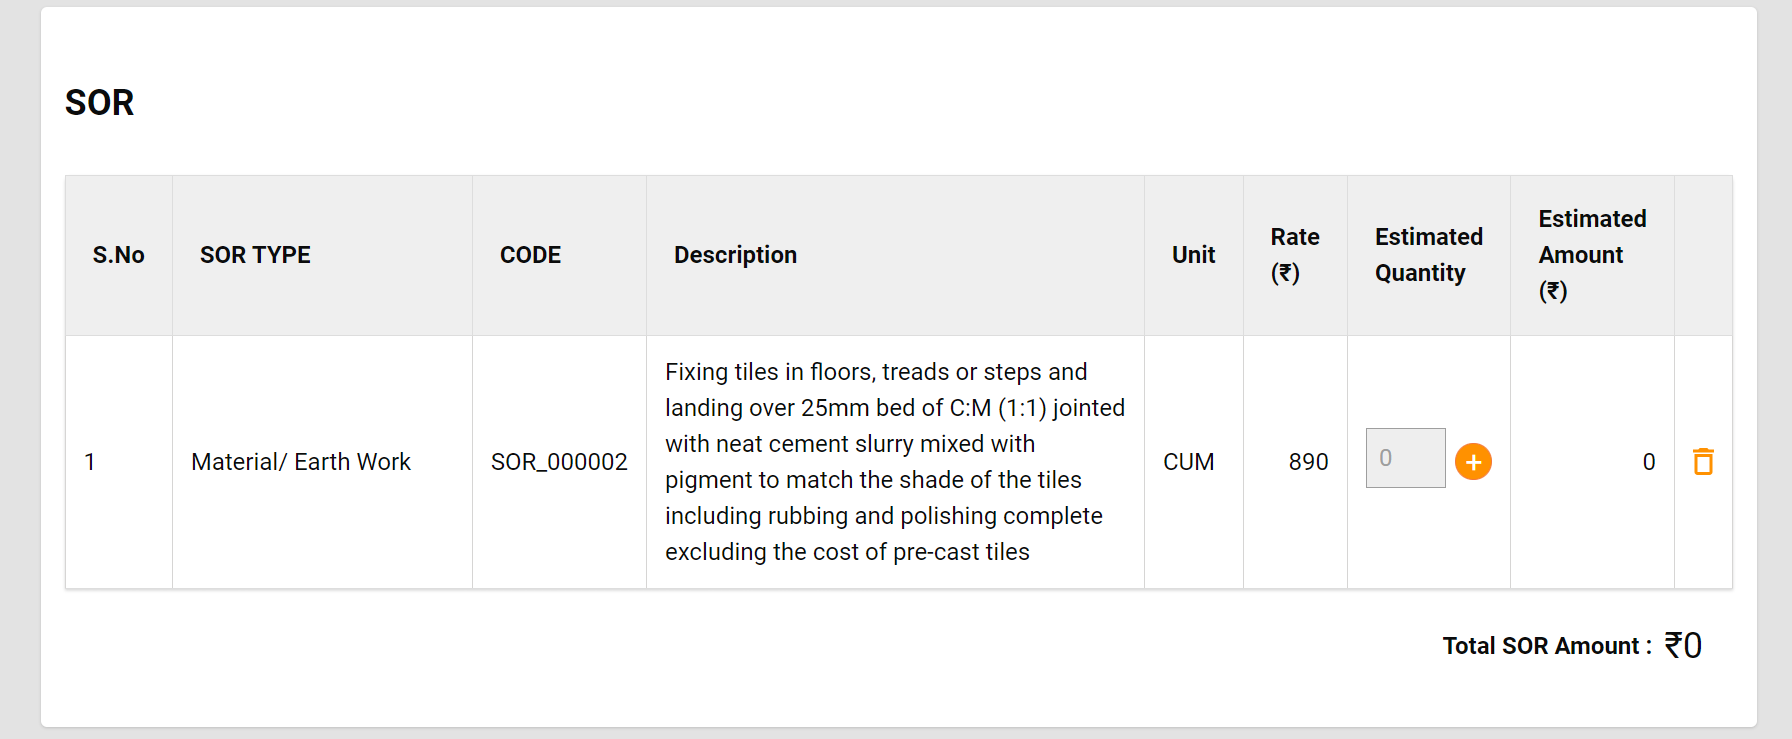 SOR
S.No
SOR TYPE
CODE
Description
Unit
Rate
(₹)
Estimated
Quantity
Estimated
Amount
(₹)
1
Material/ Earth Work
SOR_000002
Fixing tiles in floors, treads or steps and
landing over 25mm bed of C:M (1:1) jointed
with neat cement slurry mixed with
pigment to match the shade of the tiles
including rubbing and polishing complete
excluding the cost of pre-cast tiles
CUM
890
0
0
Total SOR Amount : ₹0